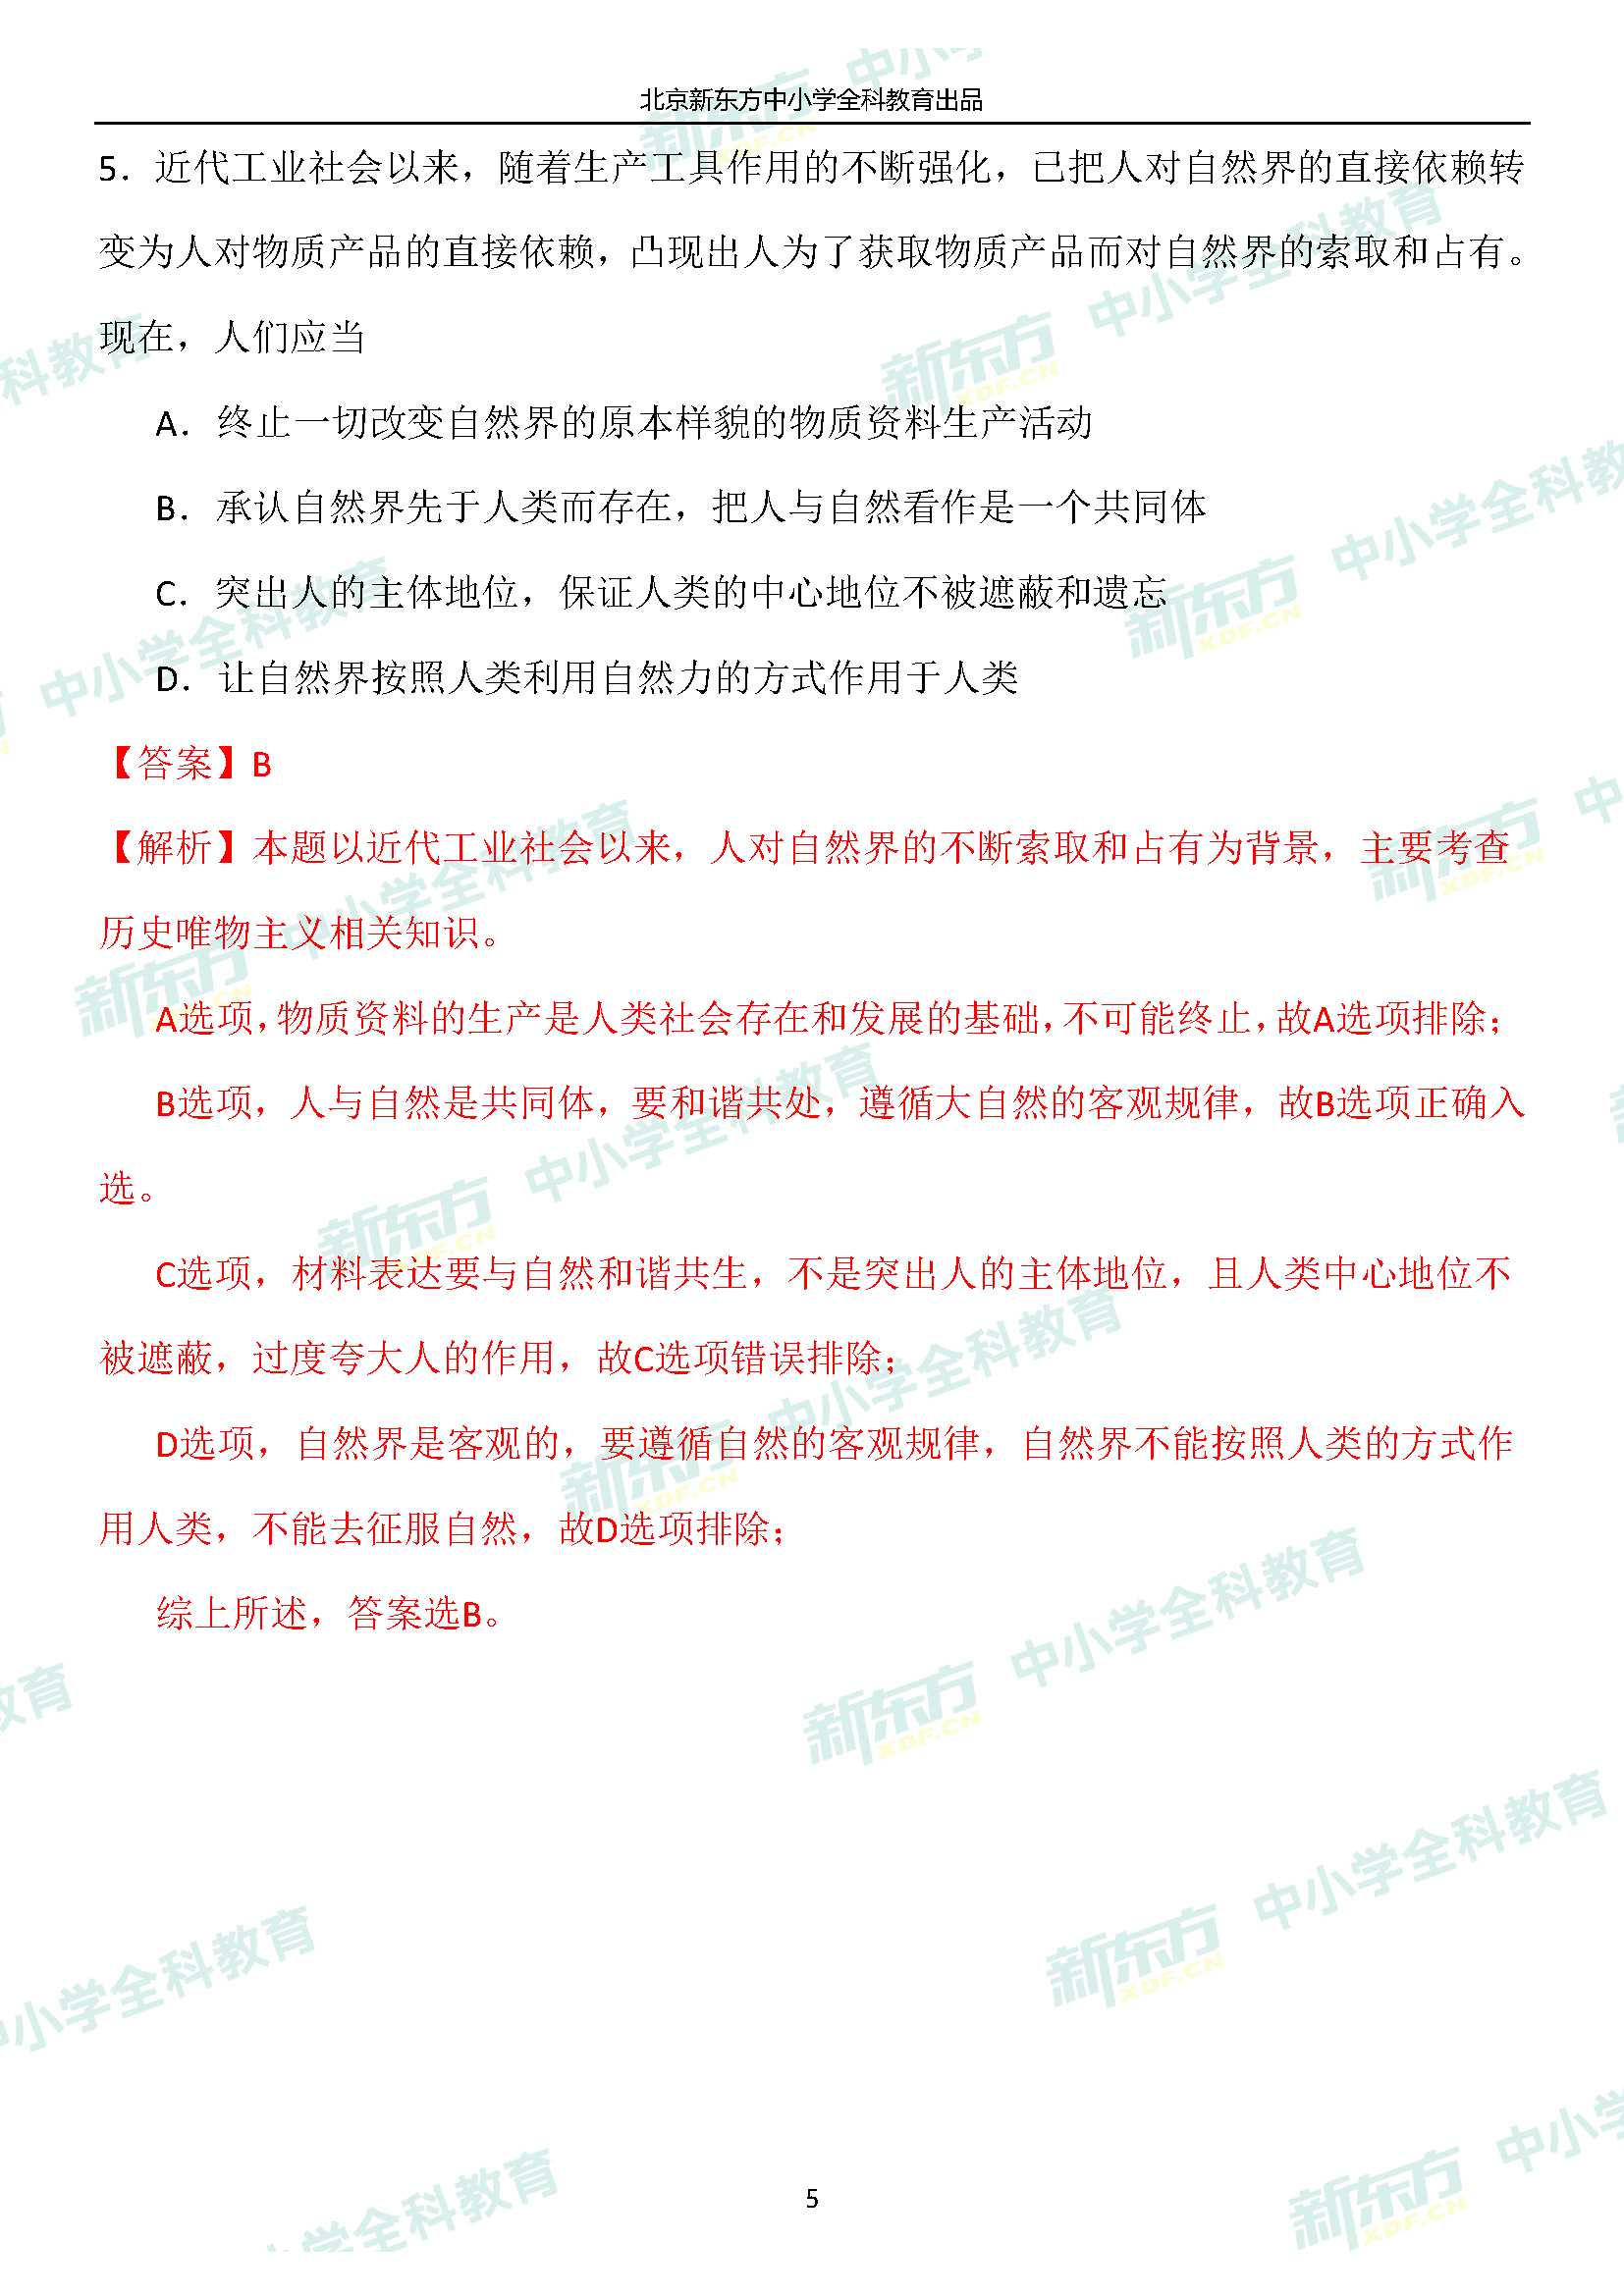 北京新东方中小学全科教育出品
5．近代工业社会以来，随着生产工具作用的不断强化，已把人对自然界的直接依赖转
变为人对物质产品的直接依赖，凸现出人为了获取物质产品而对自然界的索取和占有。
现在，人们应当
A．终止一切改变自然界的原本样貌的物质资料生产活动
B．承认自然界先于人类而存在，把人与自然看作是一个共同体
C．突出人的主体地位，保证人类的中心地位不被遮蔽和遗忘
D．让自然界按照人类利用自然力的方式作用于人类
【答案】B
【解析】本题以近代工业社会以来，人对自然界的不断索取和占有为背景，主要考查
历史唯物主义相关知识。
A选项，物质资料的生产是人类社会存在和发展的基础，不可能终止，故A选项排除；
B选项，人与自然是共同体，要和谐共处，遵循大自然的客观规律，故B选项正确入
选。
C选项，材料表达要与自然和谐共生，不是突出人的主体地位，且人类中心地位不
被遮蔽，过度夸大人的作用，故C选项错误排除；
D选项，自然界是客观的，要遵循自然的客观规律，自然界不能按照人类的方式作
用人类，不能去征服自然，故D选项排除；
综上所述，答案选B。
5